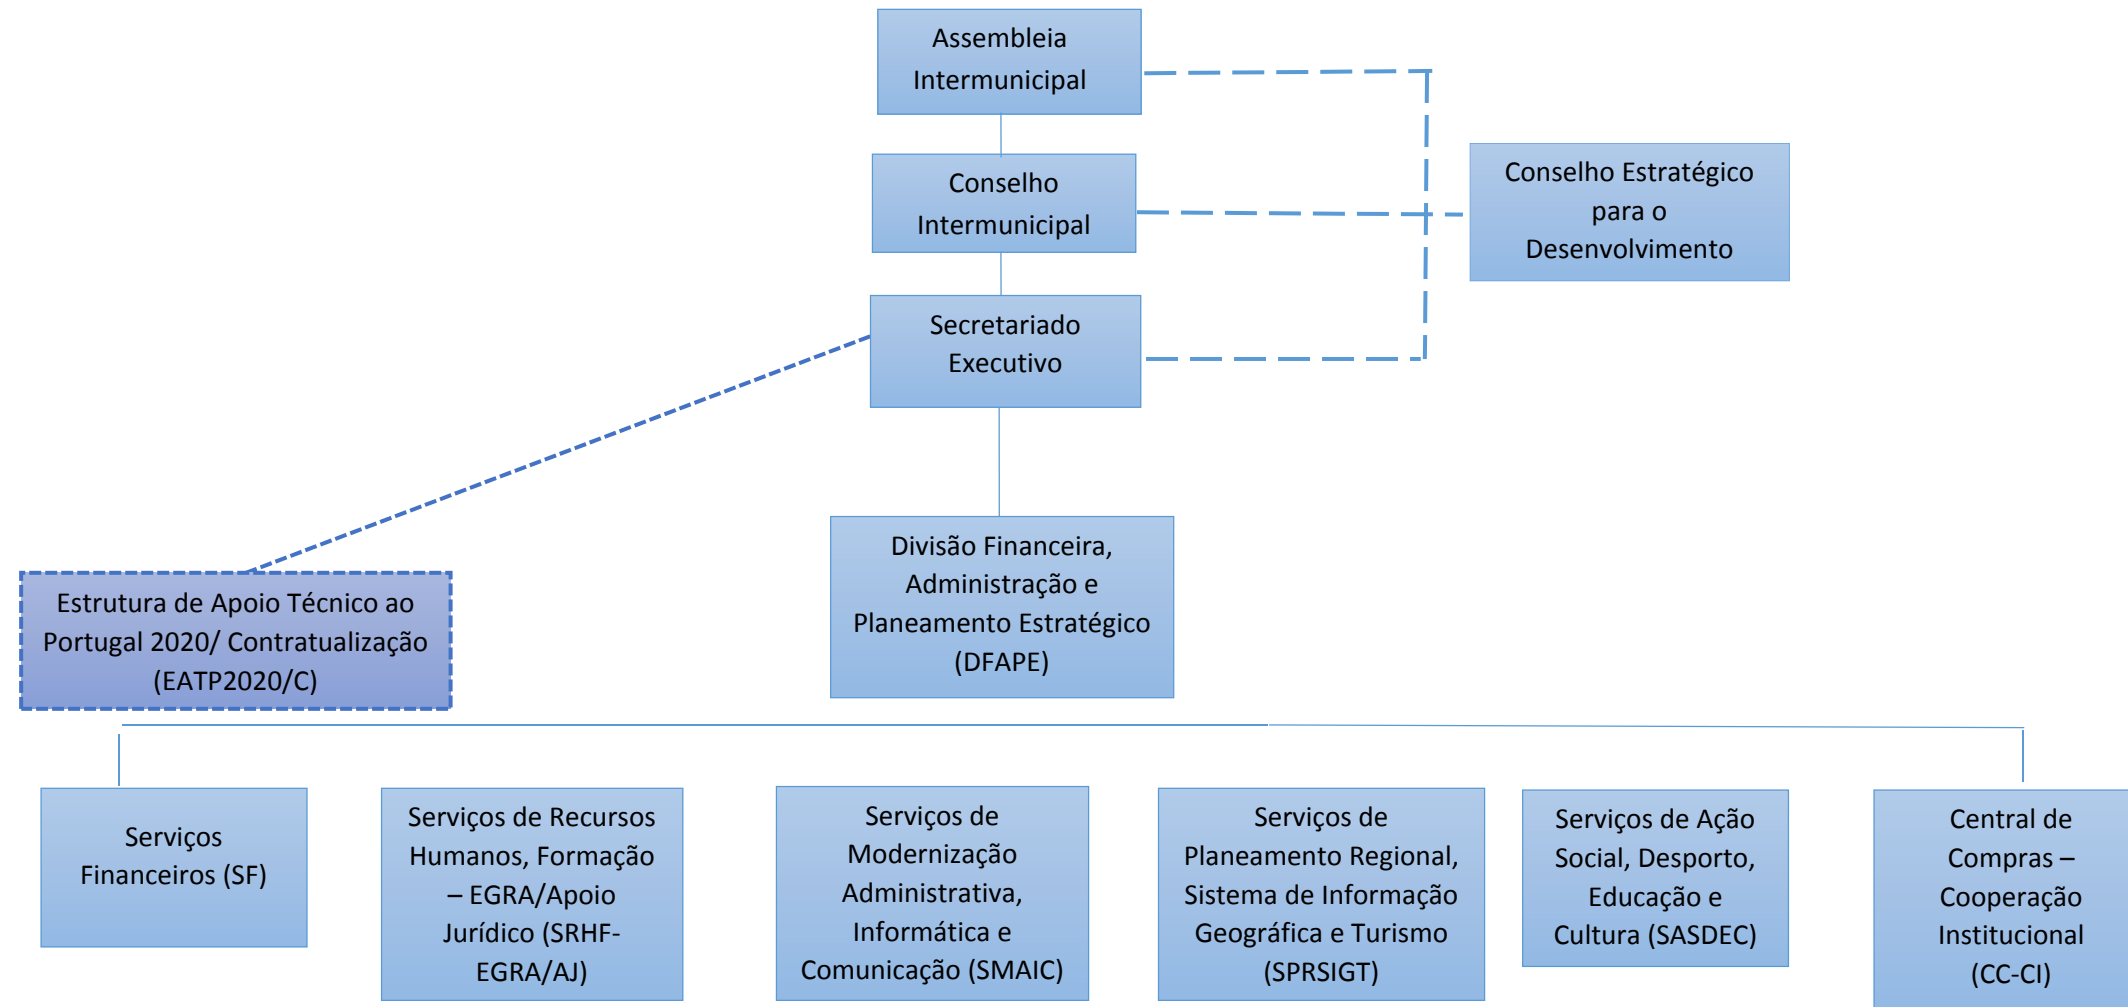 Assembleia
Intermunicipal
Conselho
Intermunicipal
Conselho Estratégico
para o
Desenvolvimento
Secretariado
Executivo
Divisão Financeira,
Administração e
Planeamento Estratégico
(DFAPE)
Estrutura de Apoio Técnico ao
Portugal 2020/ Contratualização
(EATP2020/C)
Serviços
Financeiros (SF)
Serviços de Recursos
Humanos, Formação
– EGRA/Apoio
Jurídico (SRHF-
EGRA/AJ)
Serviços de
Modernização
Administrativa,
Informática e
Comunicação (SMAIC)
Serviços de
Planeamento Regional,
Sistema de Informação
Geográfica e Turismo
(SPRSIGT)
Serviços de Ação
Social, Desporto,
Educação e
Cultura (SASDEC)
Central de
Compras –
Cooperação
Institucional
(CC-CI)